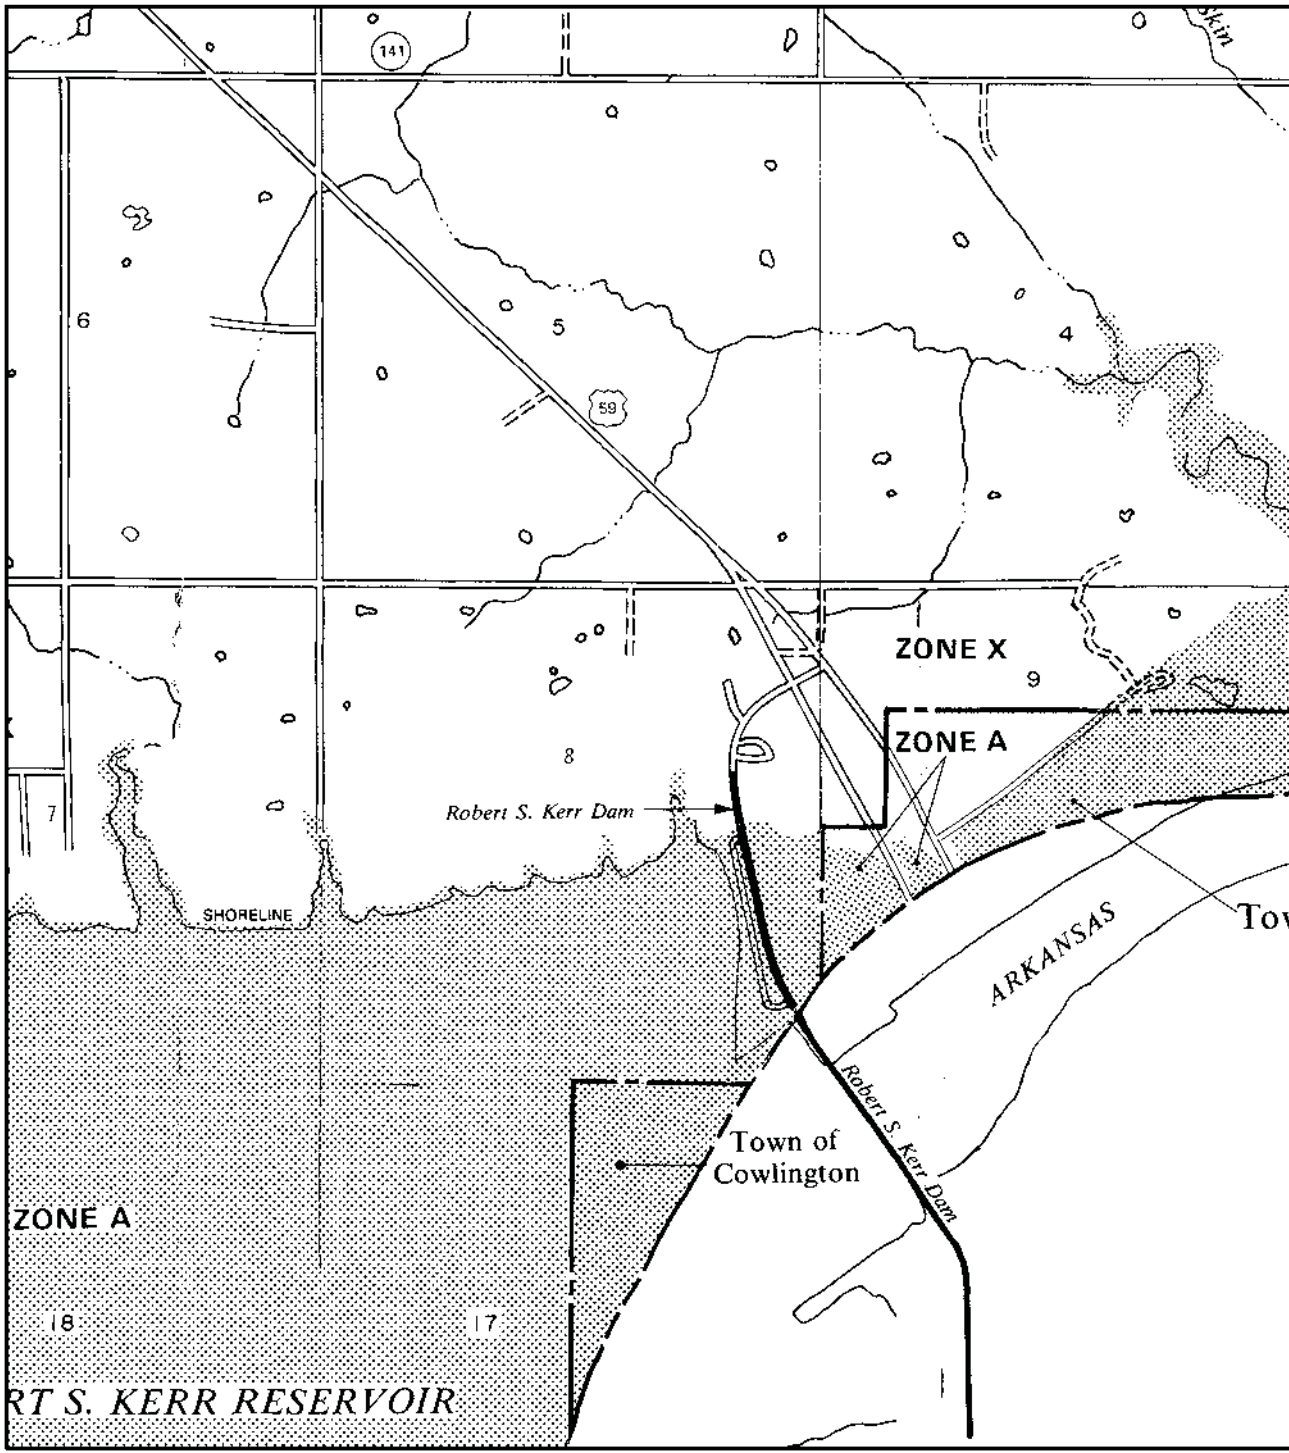 Skin
141
6
5
4
59
ZONE X
9
ZONE A
8
7
Robert S. Kerr Dam
SHORELINE
Tow
ARKANSAS
Robert S. Kerr Dam
Town of
Cowlington
ZONE A
18
17
RT S. KERR RESERVOIR